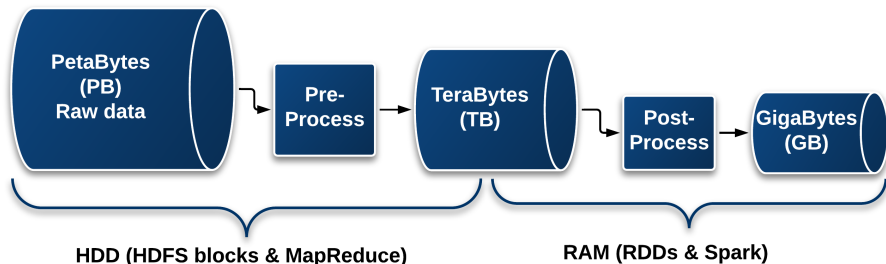 PetaBytes
(PB)
Raw data
Pre-
Process
TeraBytes
(TB)
Post-
Process
GigaBytes
(GB)
HDD (HDFS blocks & MapReduce)
RAM (RDDs & Spark)